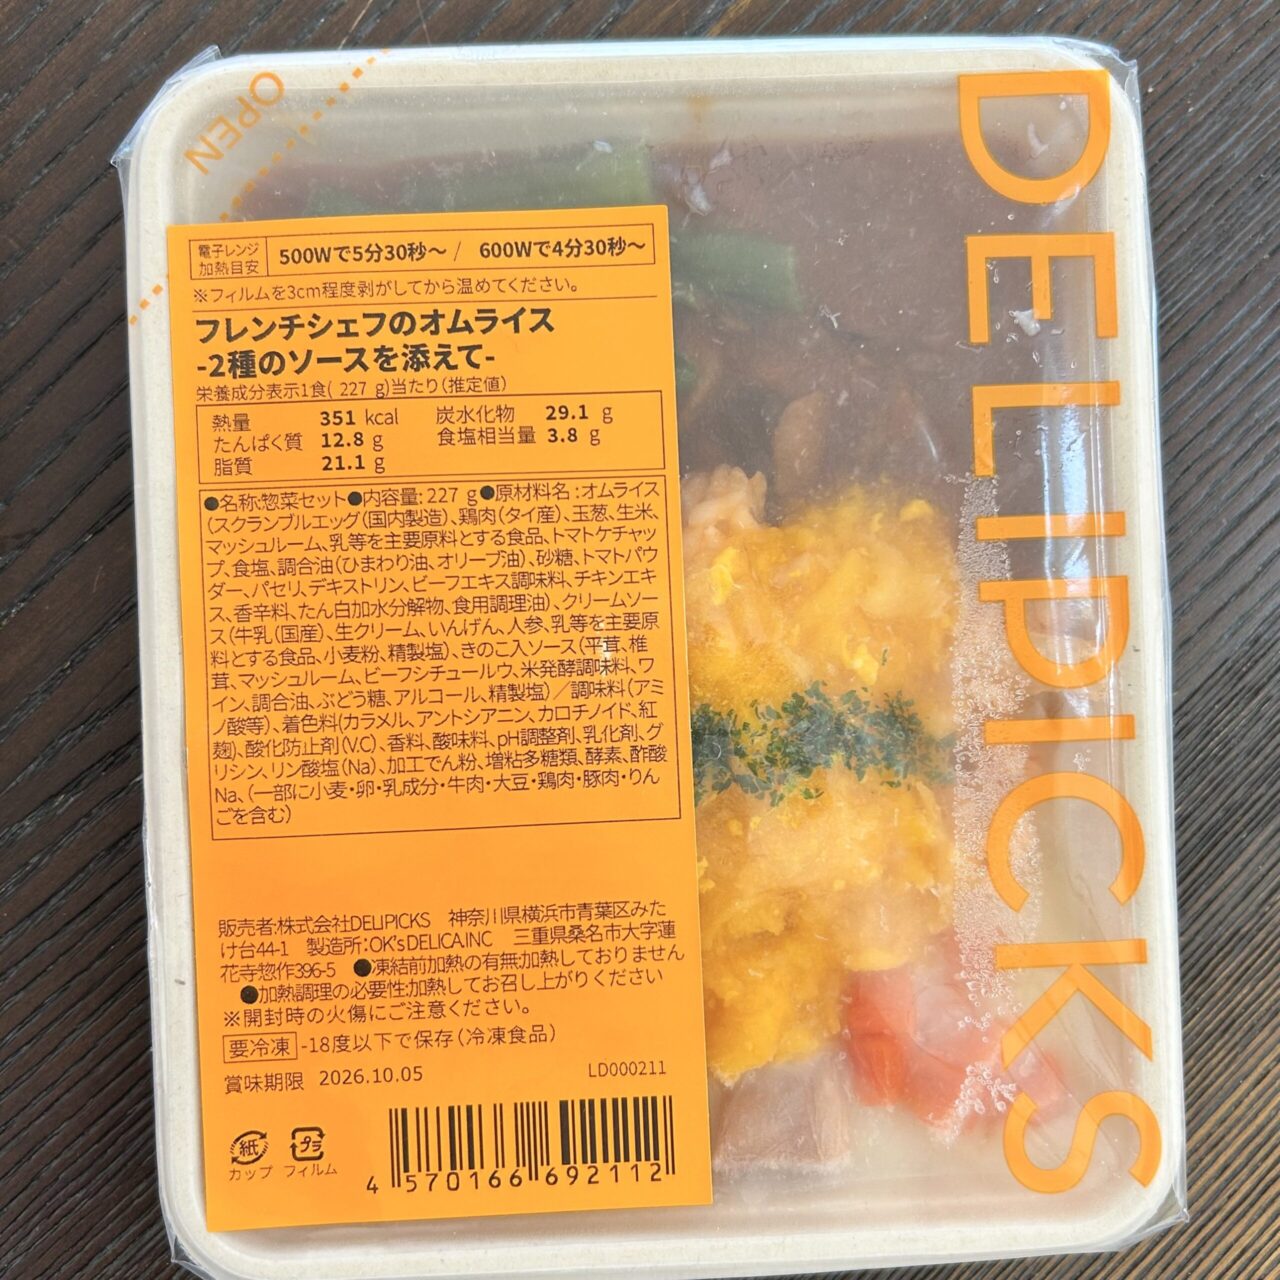 OPEN
DELIPICKS
電子レンジ
加熱目安
500Wで5分30秒～ / 600Wで4分30秒～
※フィルムを3cm程度剥がしてから温めてください。
フレンチシェフのオムライス
-2種のソースを添えて-
栄養成分表示1食( 227 g)当たり(推定値)
熱量 351 kcal 炭水化物 29.1 g
たんぱく質 12.8 g 食塩相当量 3.8 g
脂質 21.1 g
●名称:惣菜セット●内容量: 227 g●原材料名 : オムライス
(スクランブルエッグ(国内製造)、鶏肉(タイ産)、玉葱、生米、
マッシュルーム、乳等を主要原料とする食品、トマトケチャッ
プ、食塩、調合油(ひまわり油、オリーブ油)、砂糖、トマトパウ
ダー、パセリ、デキストリン、ビーフエキス調味料、チキンエキ
ス、香辛料、たん白加水分解物、食用調理油)、クリームソー
ス(牛乳(国産)、生クリーム、いんげん、人参、乳等を主要原
料とする食品、小麦粉、精製塩)、きのこ入ソース(平茸、椎
茸、マッシュルーム、ビーフシチュールウ、米発酵調味料、ワ
イン、調合油、ぶどう糖、アルコール、精製塩)／調味料(アミ
ノ酸等)、着色料(カラメル、アントシアニン、カロチノイド、紅
麹)、酸化防止剤(V.C)、香料、酸味料、pH調整剤、乳化剤、グ
リシン、リン酸塩(Na)、加工でん粉、増粘多糖類、酵素、酢酸
Na、(一部に小麦・卵・乳成分・牛肉・大豆・鶏肉・豚肉・りん
ごを含む)
販売者:株式会社DELIPICKS 神奈川県横浜市青葉区みた
け台44-1 製造所:OK's DELICA.INC 三重県桑名市大字蓮
花寺惣作396-5 ●凍結前加熱の有無:加熱しておりません
●加熱調理の必要性:加熱してお召し上がりください
※開封時の火傷にご注意ください。
要冷凍 -18度以下で保存(冷凍食品)
賞味期限 2026.10.05 LD000211
紙 プラ
カップ フィルム
4 570166 692112